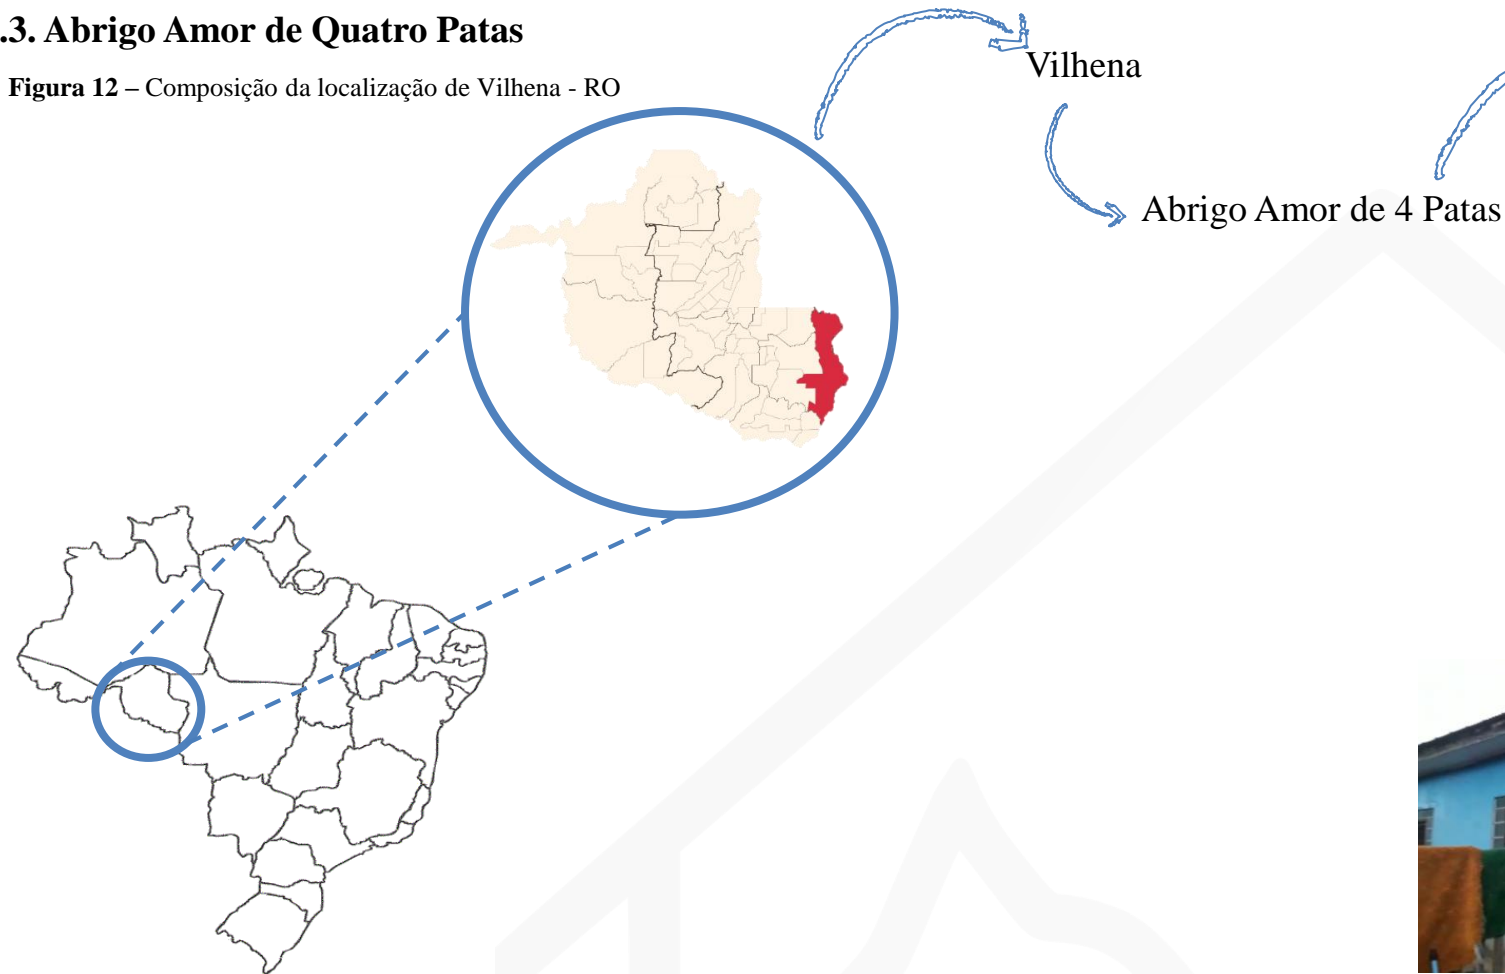 .3. Abrigo Amor de Quatro Patas
Figura 12 – Composição da localização de Vilhena - RO
Vilhena
Abrigo Amor de 4 Patas